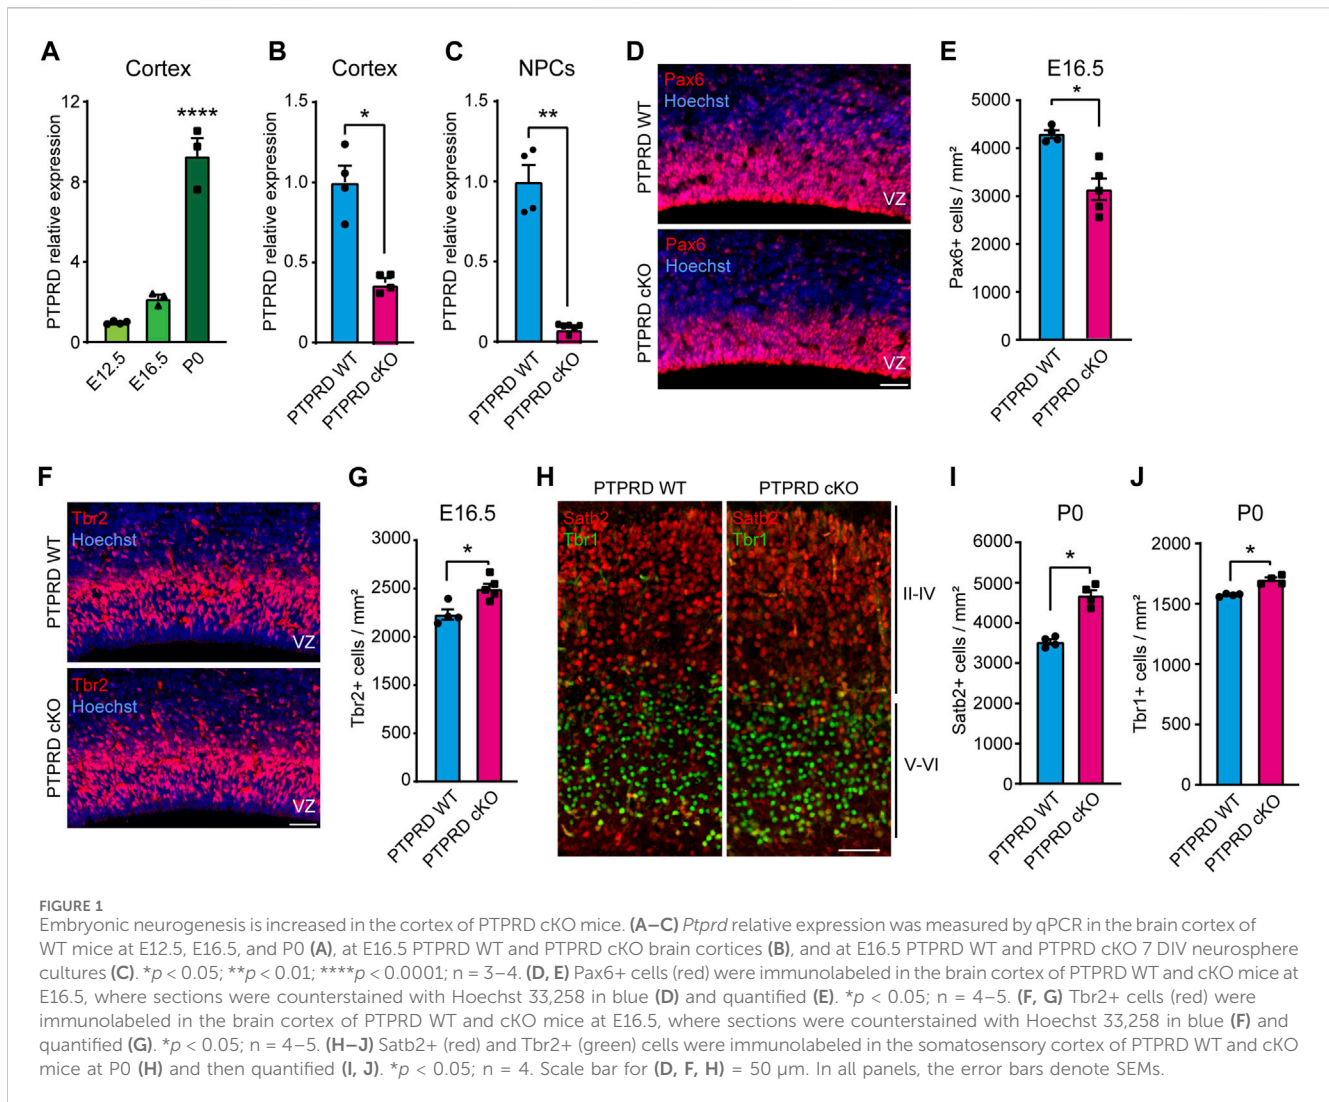 A
Cortex
PTPRD relative expression
12
8
4
2
0
****
E12.5
E16.5
P0
B
Cortex
PTPRD relative expression
1.5
1.0
0.5
0
*
PTPRD WT
PTPRD cKO
C
NPCs
PTPRD relative expression
1.5
1.0
0.5
0
**
PTPRD WT
PTPRD cKO
D
PTPRD WT
Pax6
Hoechst
VZ
PTPRD cKO
Pax6
Hoechst
VZ
E
E16.5
Pax6+ cells / mm²
5000
4000
3000
2000
1000
0
*
PTPRD WT
PTPRD cKO
F
PTPRD WT
Tbr2
Hoechst
VZ
PTPRD cKO
Tbr2
Hoechst
VZ
G
E16.5
Tbr2+ cells / mm²
3000
2500
2000
1500
1000
500
0
*
PTPRD WT
PTPRD cKO
H
PTPRD WT
PTPRD cKO
Satb2
Tbr1
Satb2
Tbr1
II-IV
V-VI
I
P0
Satb2+ cells / mm²
6000
5000
4000
3000
2000
1000
0
*
PTPRD WT
PTPRD cKO
J
P0
Tbr1+ cells / mm²
2000
1500
1000
500
0
*
PTPRD WT
PTPRD cKO
FIGURE 1
Embryonic neurogenesis is increased in the cortex of PTPRD cKO mice. (A–C) Ptprd relative expression was measured by qPCR in the brain cortex of
WT mice at E12.5, E16.5, and P0 (A), at E16.5 PTPRD WT and PTPRD cKO brain cortices (B), and at E16.5 PTPRD WT and PTPRD cKO 7 DIV neurosphere
cultures (C). *p < 0.05; **p < 0.01; ****p < 0.0001; n = 3–4. (D, E) Pax6+ cells (red) were immunolabeled in the brain cortex of PTPRD WT and cKO mice at
E16.5, where sections were counterstained with Hoechst 33,258 in blue (D) and quantified (E). *p < 0.05; n = 4–5. (F, G) Tbr2+ cells (red) were
immunolabeled in the brain cortex of PTPRD WT and cKO mice at E16.5, where sections were counterstained with Hoechst 33,258 in blue (F) and
quantified (G). *p < 0.05; n = 4–5. (H–J) Satb2+ (red) and Tbr2+ (green) cells were immunolabeled in the somatosensory cortex of PTPRD WT and cKO
mice at P0 (H) and then quantified (I, J). *p < 0.05; n = 4. Scale bar for (D, F, H) = 50 µm. In all panels, the error bars denote SEMs.